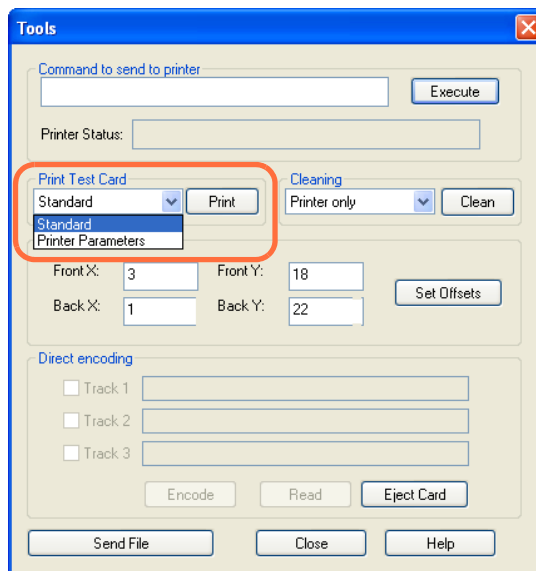 Tools
Command to send to printer
Execute
Printer Status:
Print Test Card
Cleaning
Standard
Print
Printer only
Clean
Standard
Printer Parameters
Front X: 3 Front Y: 18
Set Offsets
Back X: 1 Back Y: 22
Direct encoding
Track 1
Track 2
Track 3
Encode Read Eject Card
Send File Close Help